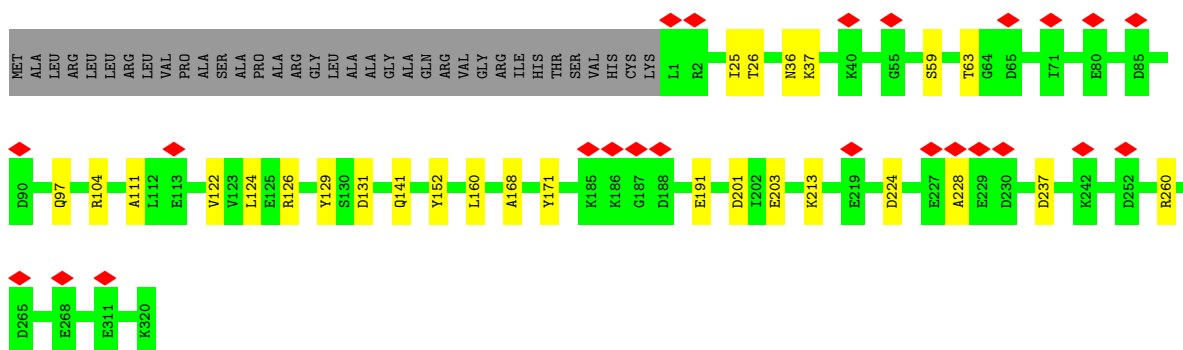 MET ALA LEU ARG LEU LEU LEU ARG LEU VAL PRO ALA SER ALA PRO ALA ARG GLY LEU ALA ALA GLY ALA GLN ARG VAL GLY ARG ILE HIS THR SER VAL HIS CYS LYS L1 R2 I25 T26 N36 K37 K40 G55 S59 T63 G64 D65 I71 E80 D85
D90 Q97 R104 A111 L112 E113 V122 V123 L124 E125 R126 Y129 S130 D131 Q141 Y152 L160 A168 Y171 K185 K186 G187 D188 E191 D201 I202 E203 K213 E219 D224 E227 A228 E229 D230 D237 K242 D252 R260
D265 E268 E311 K320